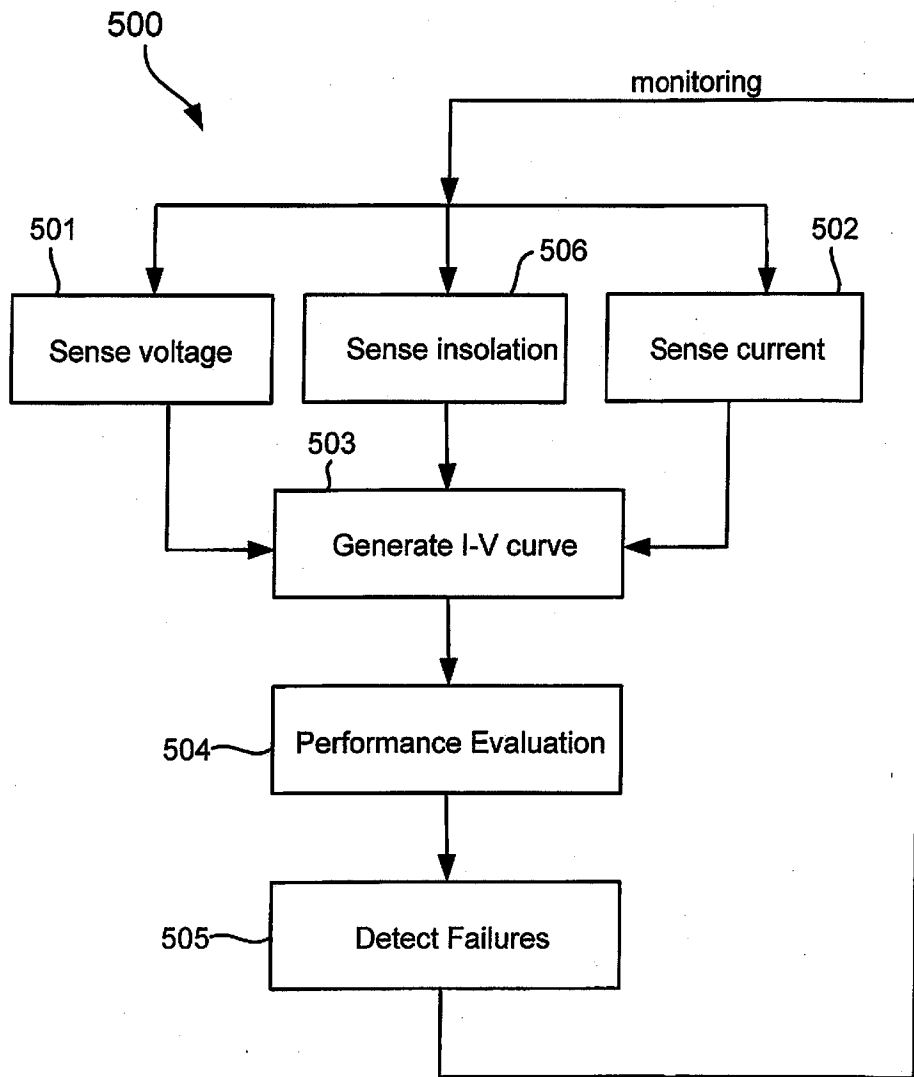 500
monitoring
501
506
502
Sense voltage
Sense insolation
Sense current
503
Generate I-V curve
504
Performance Evaluation
505
Detect Failures